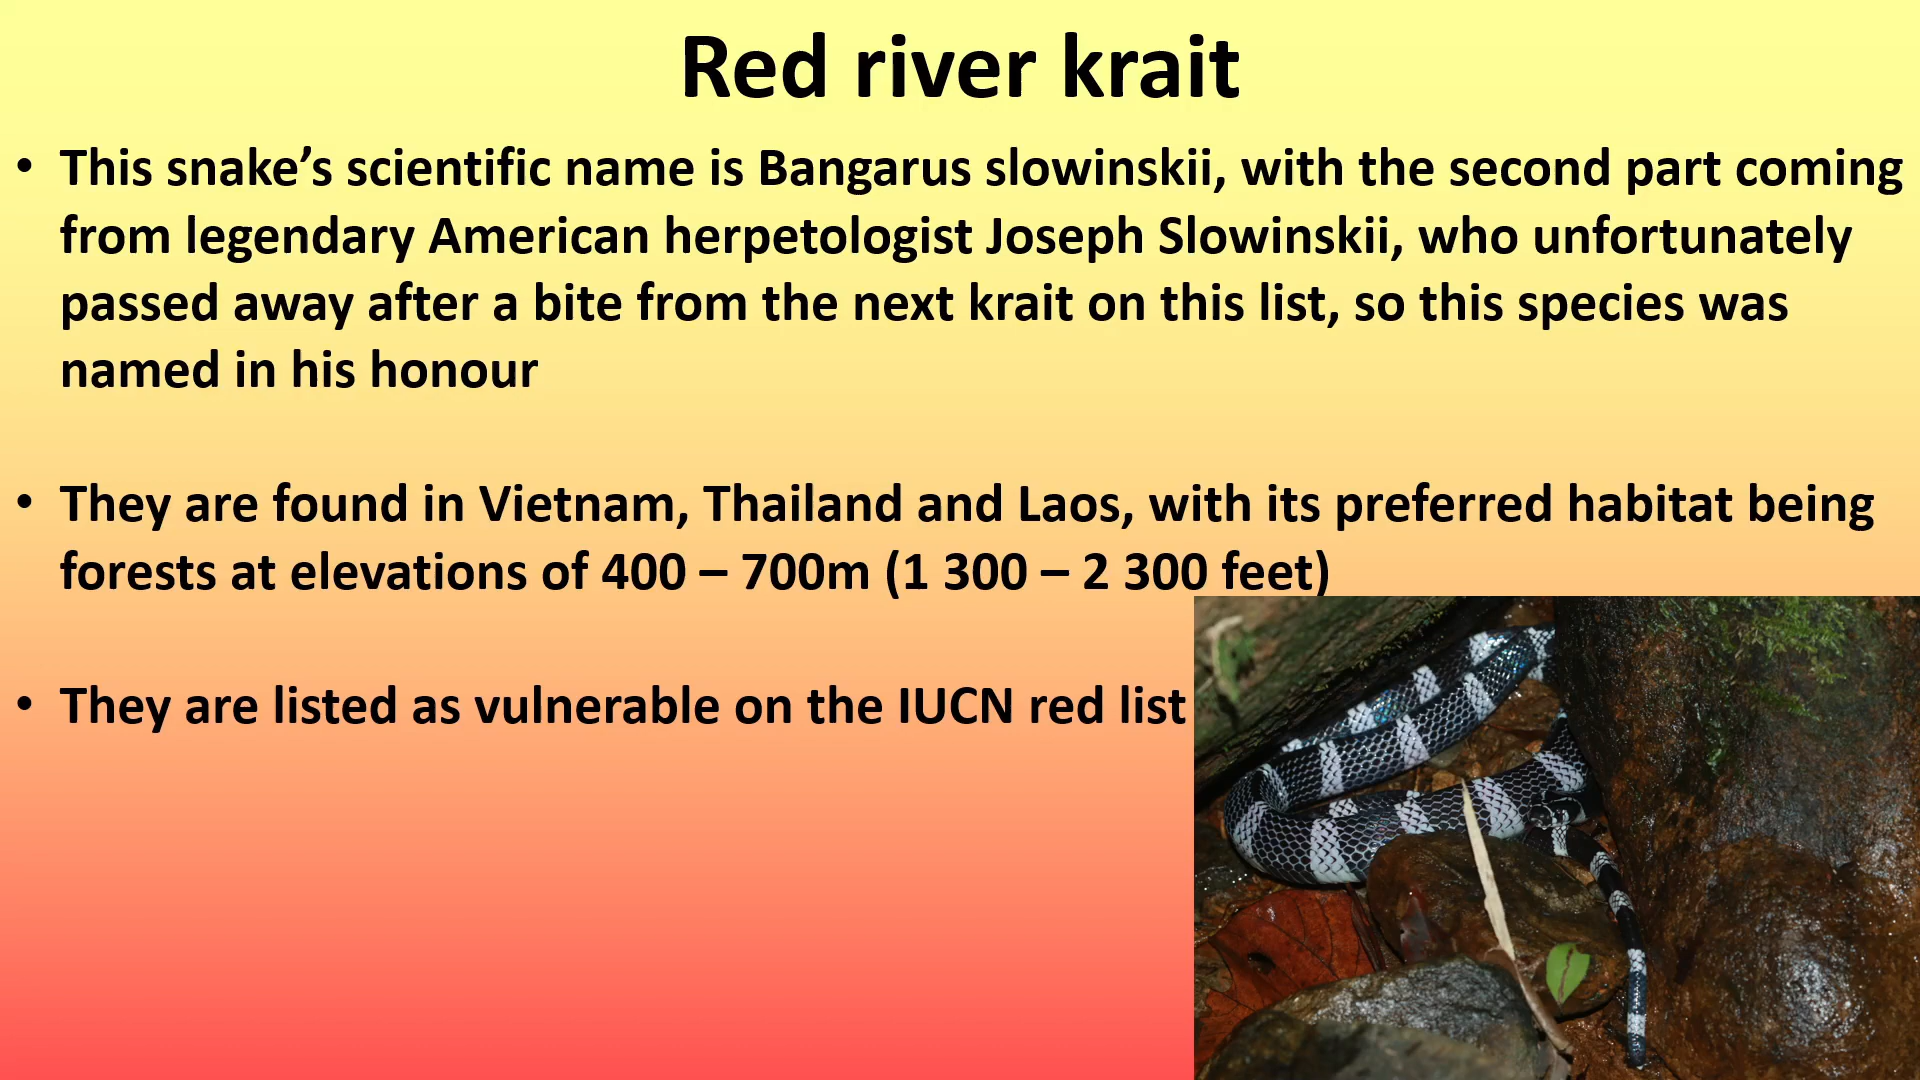 Red river krait
• This snake’s scientific name is Bangarus slowinskii, with the second part coming
from legendary American herpetologist Joseph Slowinskii, who unfortunately
passed away after a bite from the next krait on this list, so this species was
named in his honour
• They are found in Vietnam, Thailand and Laos, with its preferred habitat being
forests at elevations of 400 – 700m (1 300 – 2 300 feet)
• They are listed as vulnerable on the IUCN red list